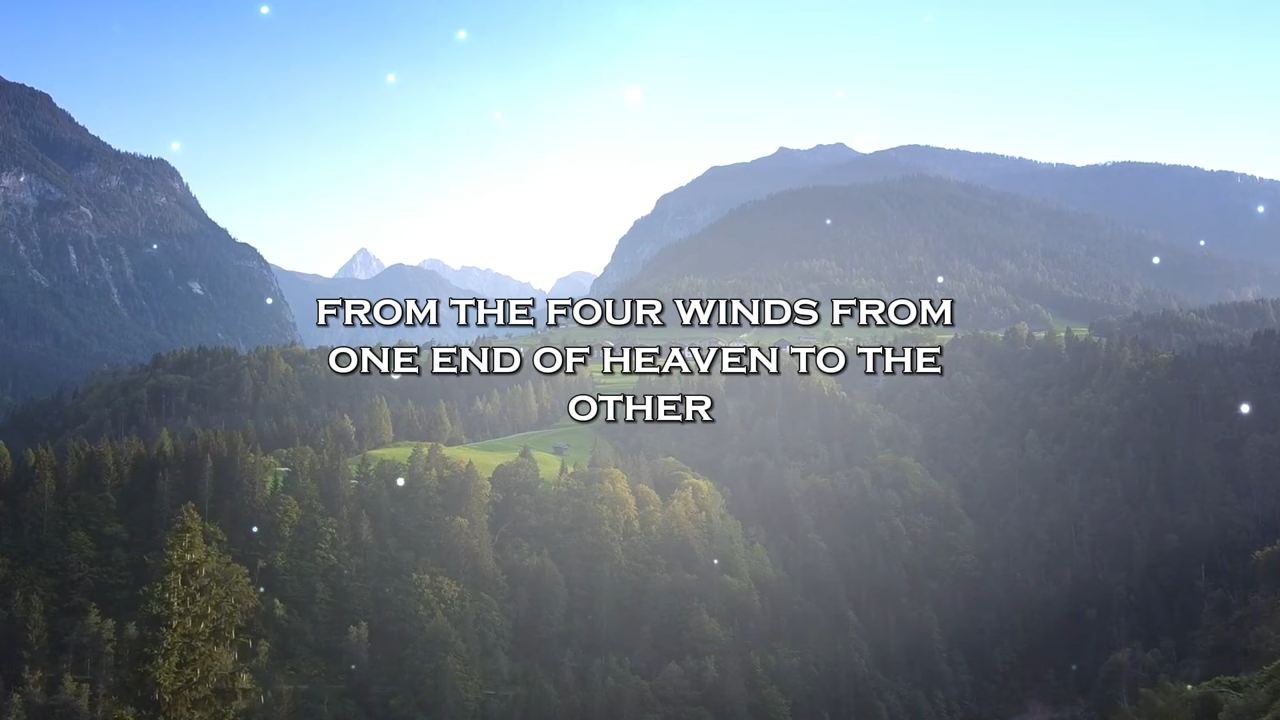 FROM THE FOUR WINDS FROM
ONE END OF HEAVEN TO THE
OTHER